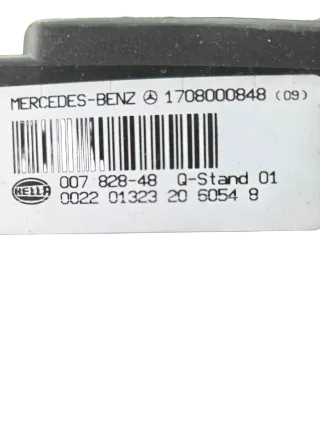 MERCEDES-BENZ 1708000848 (09)
HELLA 007 828-48 Q-Stand 01
0022 01323 20 6054 8